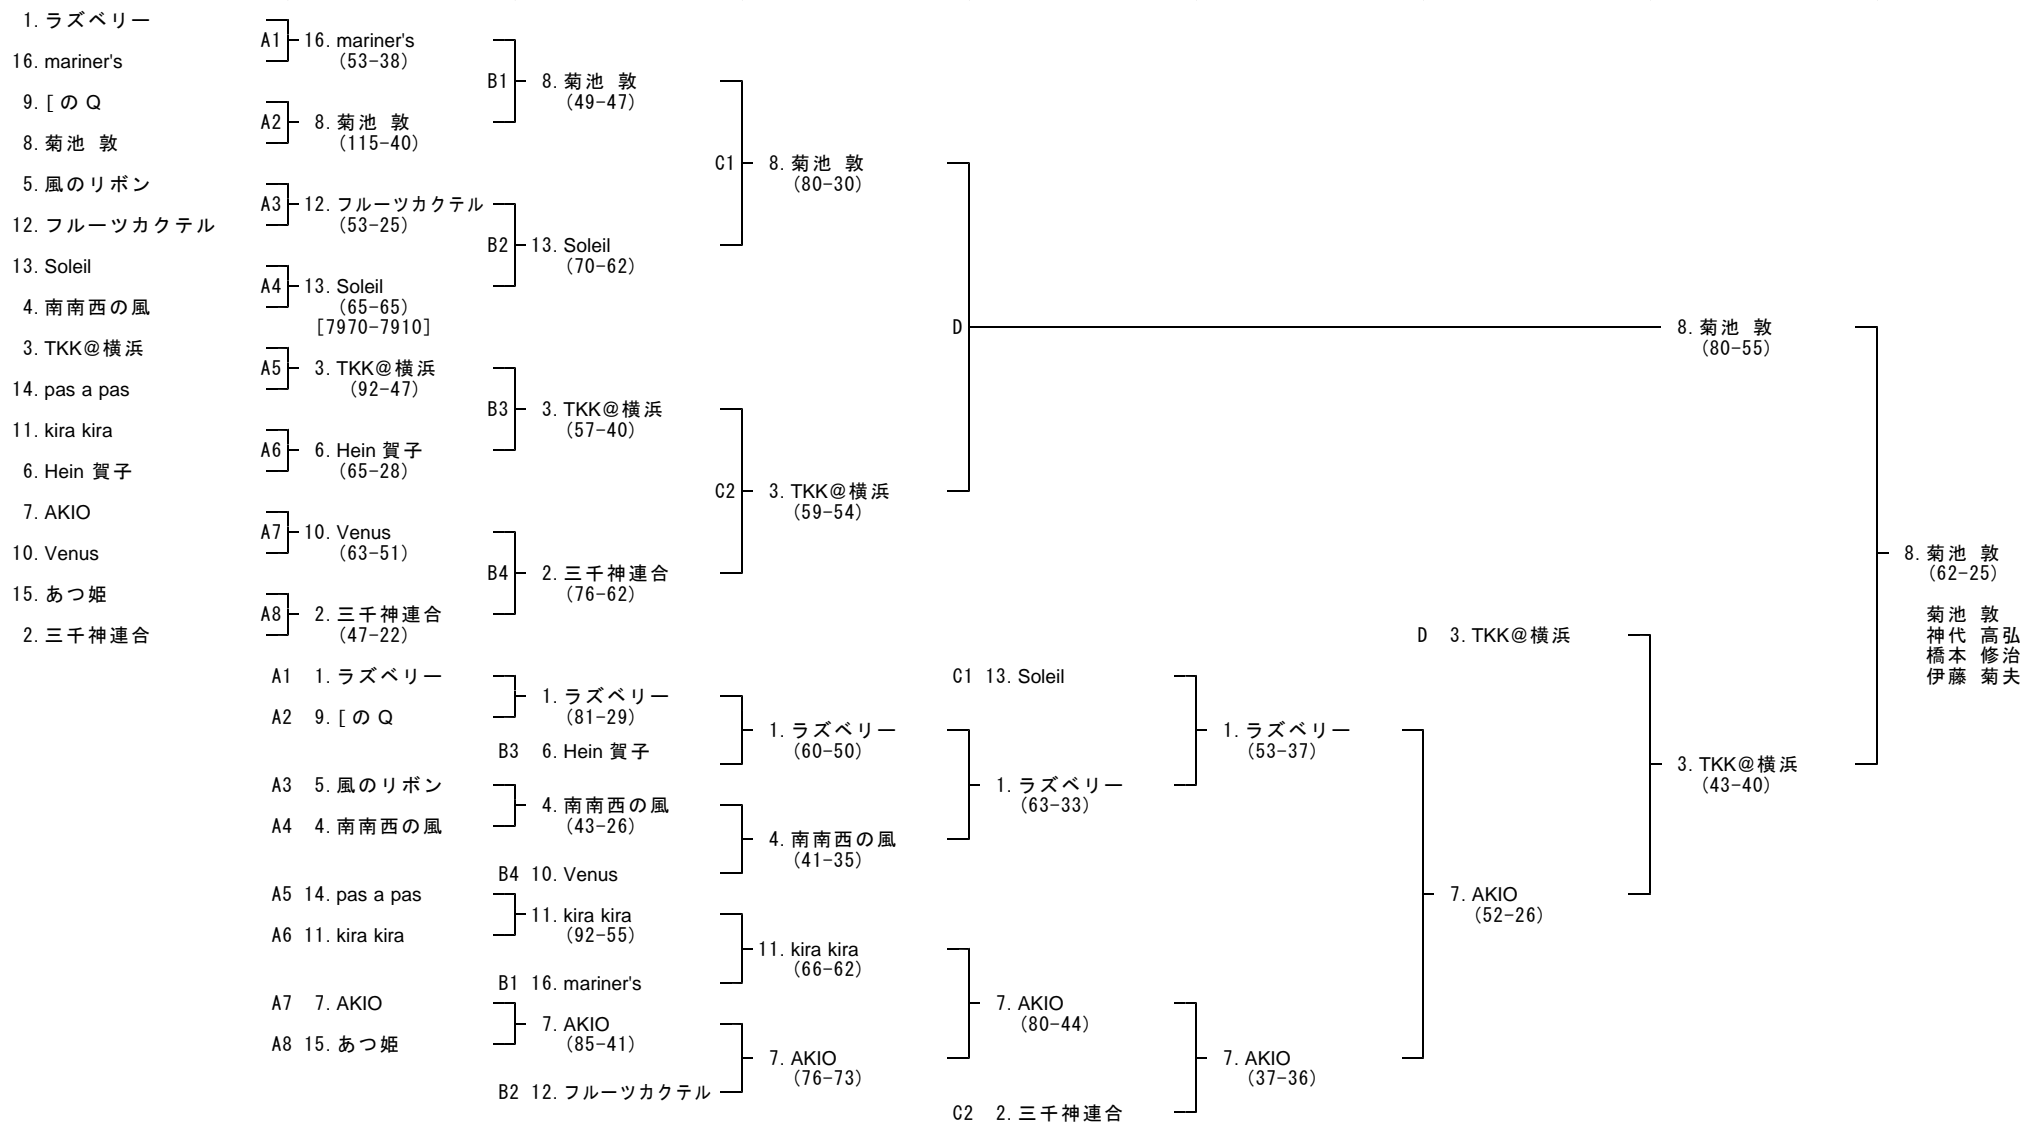 1. ラズベリー
16. mariner's
9. [のQ
8. 菊池 敦
5. 風のリボン
12. フルーツカクテル
13. Soleil
4. 南南西の風
3. TKK@横浜
14. pas a pas
11. kira kira
6. Hein 賀子
7. AKIO
10. Venus
15. あつ姫
2. 三千神連合
A1 16. mariner's
(53-38)
A2 8. 菊池 敦
(115-40)
A3 12. フルーツカクテル
(53-25)
A4 13. Soleil
(65-65)
[7970-7910]
A5 3. TKK@横浜
(92-47)
A6 6. Hein 賀子
(65-28)
A7 10. Venus
(63-51)
A8 2. 三千神連合
(47-22)
B1 8. 菊池 敦
(49-47)
B2 13. Soleil
(70-62)
B3 3. TKK@横浜
(57-40)
B4 2. 三千神連合
(76-62)
C1 8. 菊池 敦
(80-30)
C2 3. TKK@横浜
(59-54)
D 8. 菊池 敦
(80-55)
8. 菊池 敦
(62-25)
菊池 敦
神代 高弘
橋本 修治
伊藤 菊夫
A1 1. ラズベリー
A2 9. [のQ
A3 5. 風のリボン
A4 4. 南南西の風
A5 14. pas a pas
A6 11. kira kira
A7 7. AKIO
A8 15. あつ姫
1. ラズベリー
(81-29)
B3 6. Hein 賀子
4. 南南西の風
(43-26)
B4 10. Venus
11. kira kira
(92-55)
B1 16. mariner's
7. AKIO
(85-41)
B2 12. フルーツカクテル
1. ラズベリー
(60-50)
4. 南南西の風
(41-35)
11. kira kira
(66-62)
7. AKIO
(76-73)
C1 13. Soleil
1. ラズベリー
(63-33)
7. AKIO
(80-44)
C2 2. 三千神連合
1. ラズベリー
(53-37)
7. AKIO
(37-36)
D 3. TKK@横浜
7. AKIO
(52-26)
3. TKK@横浜
(43-40)